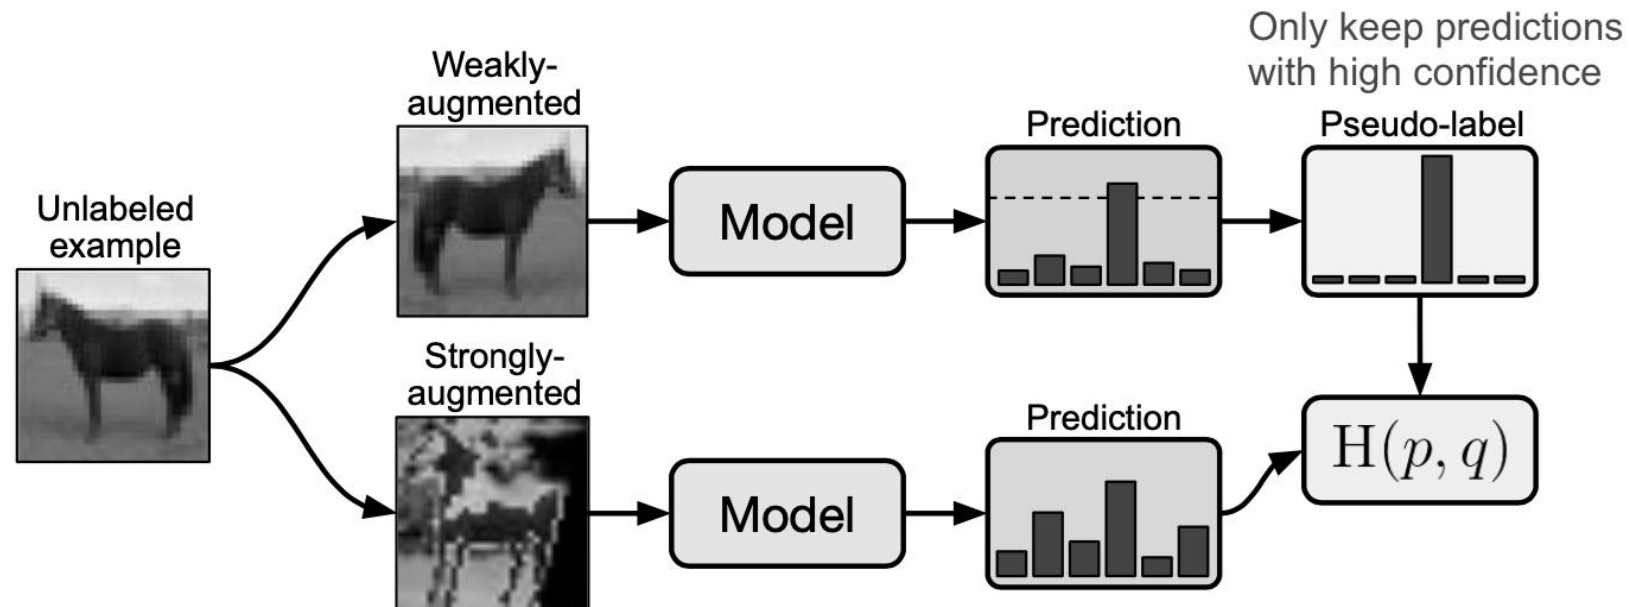 Only keep predictions
with high confidence
Weakly-
augmented
Prediction
Pseudo-label
Unlabeled
example
Model
Strongly-
augmented
Prediction
Model
H(p, q)